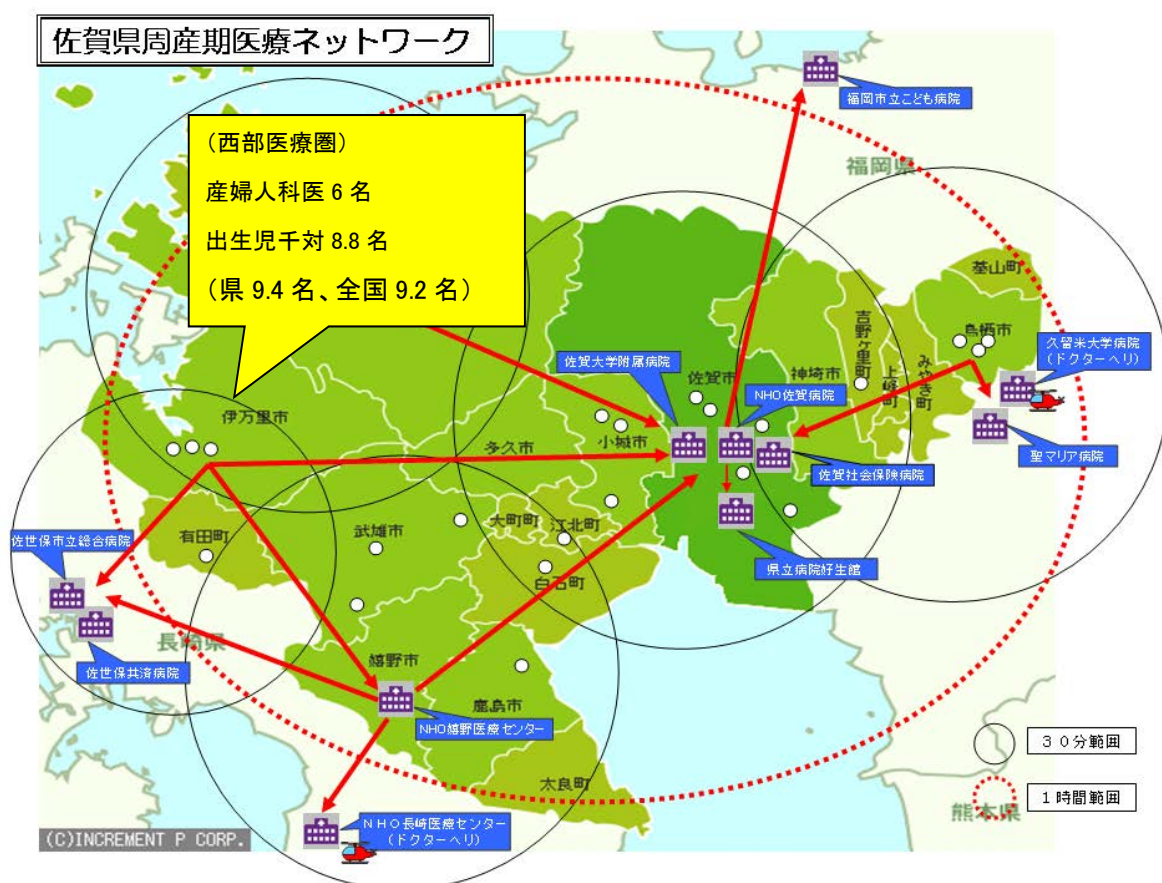 佐賀県周産期医療ネットワーク
福岡市立こども病院
(西部医療圏)
産婦人科医 6 名
出生児千対 8.8 名
(県 9.4 名、全国 9.2 名)
福岡県
基山町
鳥栖市
吉野ヶ里町
上峰町
みやき町
久留米大学病院
(ドクターヘリ)
聖マリア病院
佐賀大学附属病院
佐賀市
神埼市
NHO佐賀病院
佐賀社会保険病院
県立病院好生館
伊万里市
多久市
小城市
有田町
武雄市
大町町
江北町
白石町
佐世保市立総合病院
長崎県
佐世保共済病院
嬉野市
鹿島市
NHO嬉野医療センター
太良町
NHO長崎医療センター
(ドクターヘリ)
30分範囲
1時間範囲
熊本県
(C)INCREMENT P CORP.